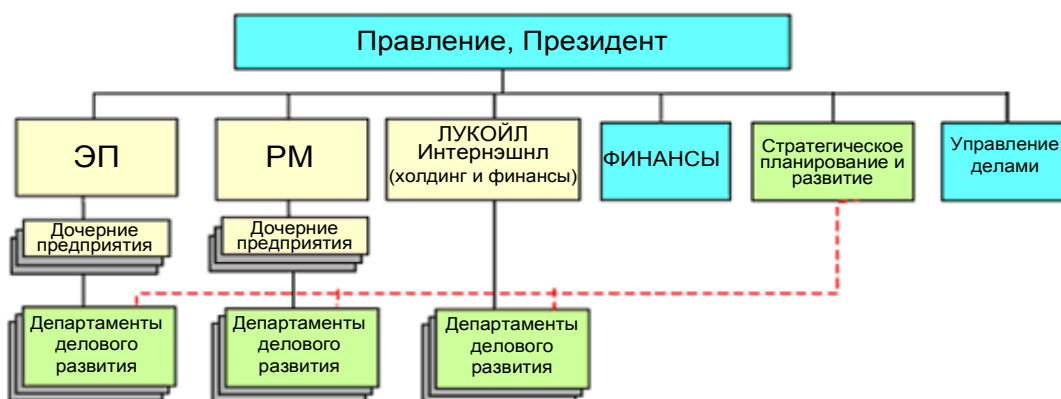 Правление, Президент
ЭП
РМ
ЛУКОЙЛ
Интернэшнл
(холдинг и финансы)
ФИНАНСЫ
Стратегическое
планирование и
развитие
Управление
делами
Дочерние
предприятия
Дочерние
предприятия
Департаменты
делового
развития
Департаменты
делового
развития
Департаменты
делового
развития